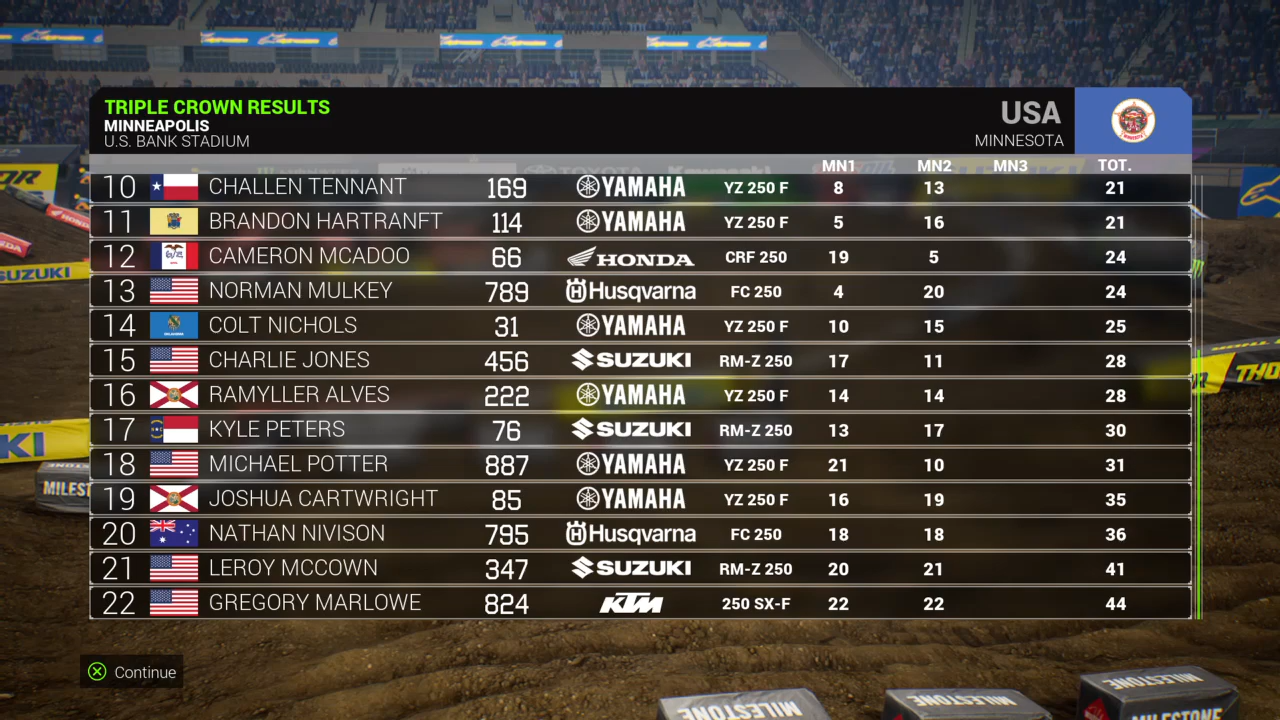 TRIPLE CROWN RESULTS
MINNEAPOLIS
U.S. BANK STADIUM
USA
MINNESOTA
MN1 MN2 MN3 TOT.
10 CHALLEN TENNANT 169 YAMAHA YZ 250 F 8 13 21
11 BRANDON HARTRANFT 114 YAMAHA YZ 250 F 5 16 21
12 CAMERON MCADOO 66 HONDA CRF 250 19 5 24
13 NORMAN MULKEY 789 Husqvarna FC 250 4 20 24
14 COLT NICHOLS 31 YAMAHA YZ 250 F 10 15 25
15 CHARLIE JONES 456 SUZUKI RM-Z 250 17 11 28
16 RAMYLLER ALVES 222 YAMAHA YZ 250 F 14 14 28
17 KYLE PETERS 76 SUZUKI RM-Z 250 13 17 30
18 MICHAEL POTTER 887 YAMAHA YZ 250 F 21 10 31
19 JOSHUA CARTWRIGHT 85 YAMAHA YZ 250 F 16 19 35
20 NATHAN NIVISON 795 Husqvarna FC 250 18 18 36
21 LEROY MCCOWN 347 SUZUKI RM-Z 250 20 21 41
22 GREGORY MARLOWE 824 KTM 250 SX-F 22 22 44
Continue
MILESTONE
MILESTONE
MILESTONE
MILESTONE